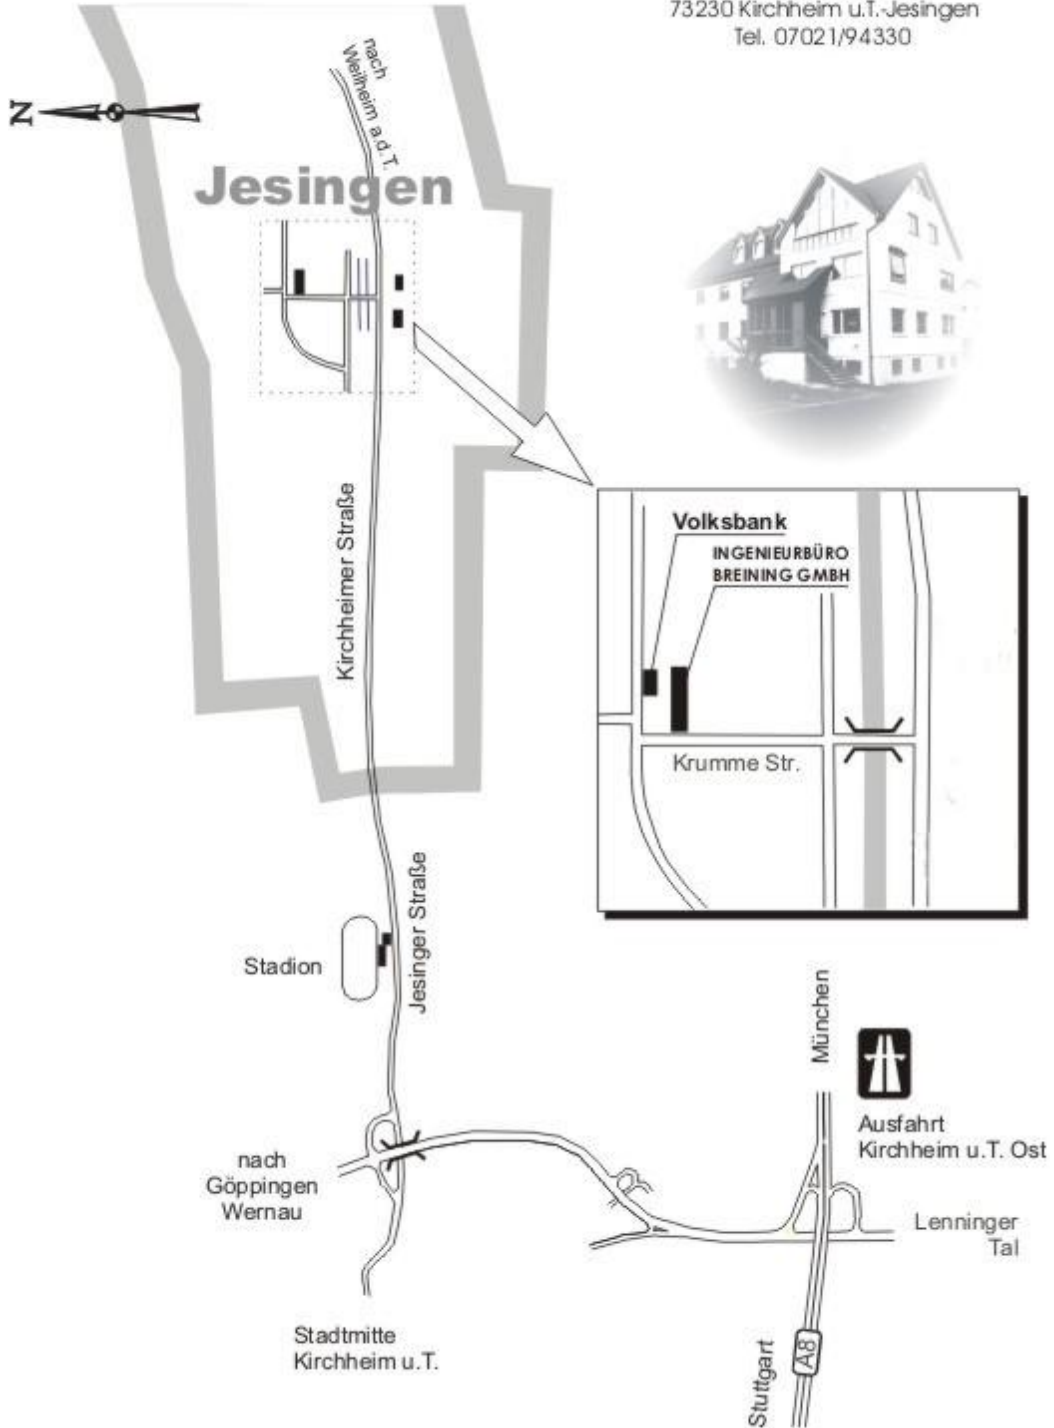 73230 Kirchheim u.T.-Jesingen
Tel. 07021/94330
nach
Weilheim a.d.T.
N
Jesingen
Kirchheimer Straße
Volksbank
INGENIEURBÜRO
BREINING GMBH
Krumme Str.
Jesinger Straße
Stadion
München
Ausfahrt
Kirchheim u.T. Ost
nach
Göppingen
Wernau
Lenninger
Tal
Stadtmitte
Kirchheim u.T.
A8
Stuttgart